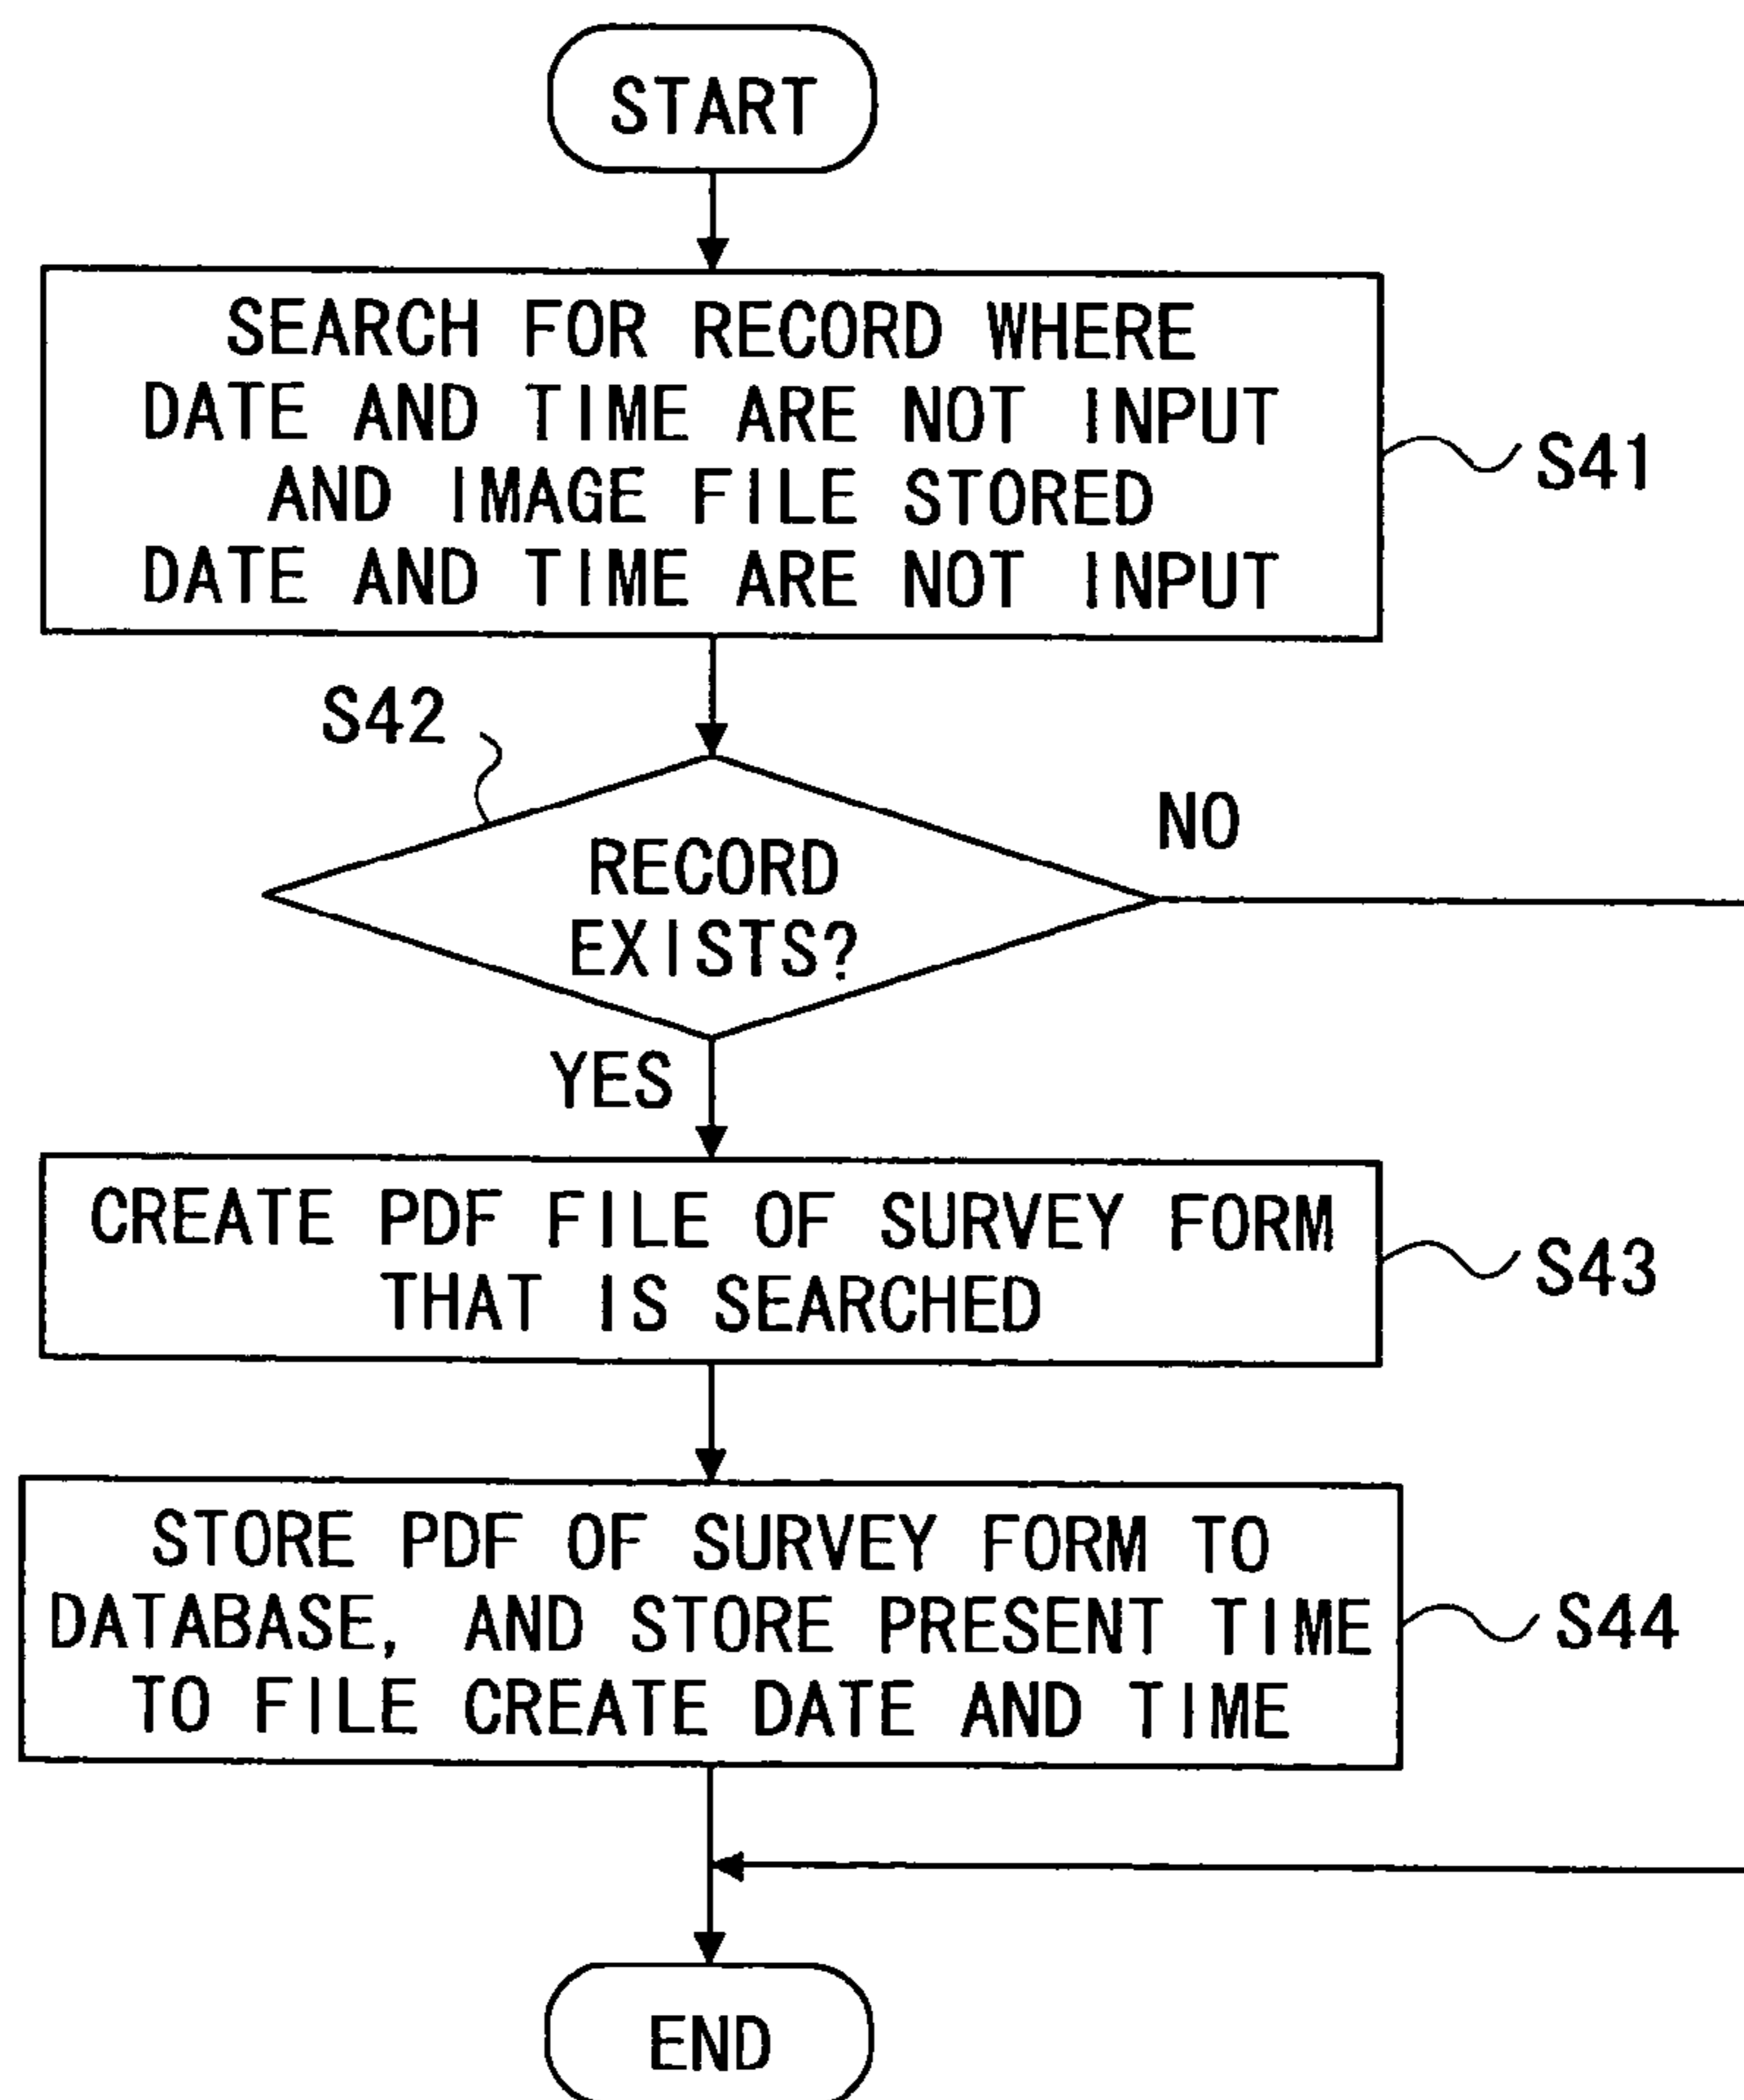 START
SEARCH FOR RECORD WHERE
DATE AND TIME ARE NOT INPUT
AND IMAGE FILE STORED
DATE AND TIME ARE NOT INPUT
S41
S42
RECORD
EXISTS?
NO
YES
CREATE PDF FILE OF SURVEY FORM
THAT IS SEARCHED
S43
STORE PDF OF SURVEY FORM TO
DATABASE, AND STORE PRESENT TIME
TO FILE CREATE DATE AND TIME
S44
END